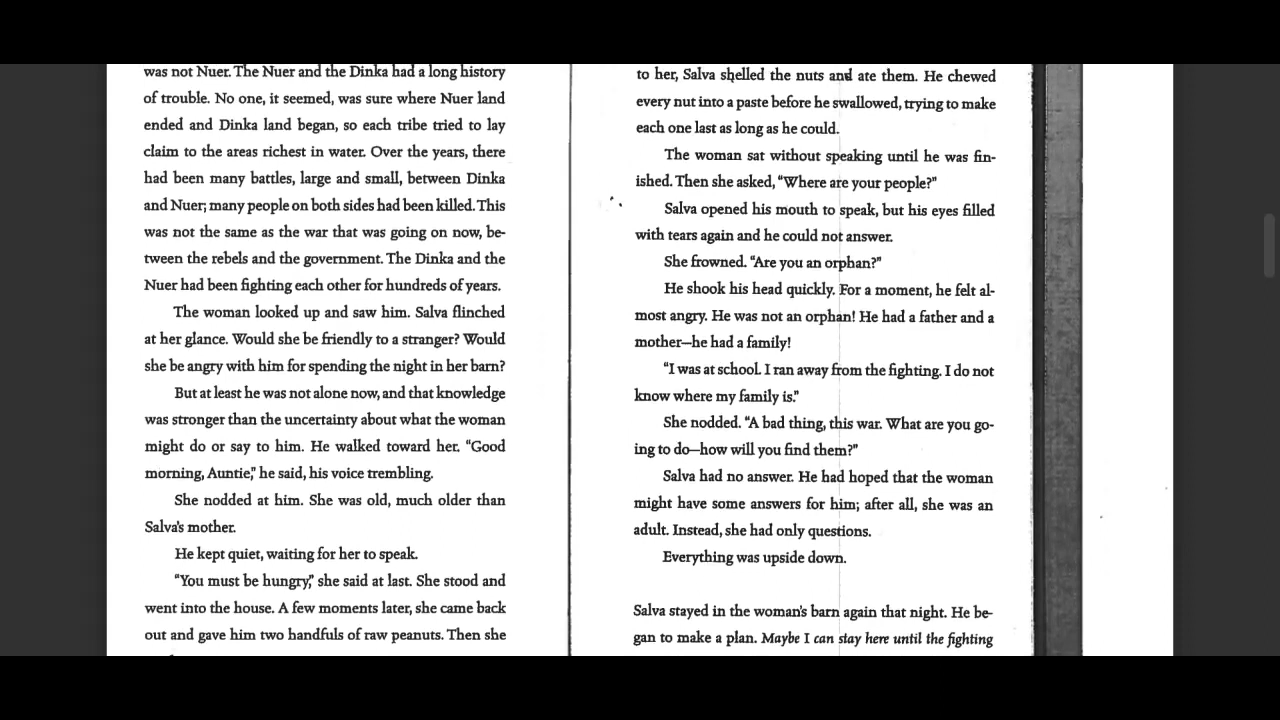 was not Nuer. The Nuer and the Dinka had a long history
of trouble. No one, it seemed, was sure where Nuer land
ended and Dinka land began, so each tribe tried to lay
claim to the areas richest in water. Over the years, there
had been many battles, large and small, between Dinka
and Nuer; many people on both sides had been killed. This
was not the same as the war that was going on now, be-
tween the rebels and the government. The Dinka and the
Nuer had been fighting each other for hundreds of years.
The woman looked up and saw him. Salva flinched
at her glance. Would she be friendly to a stranger? Would
she be angry with him for spending the night in her barn?
But at least he was not alone now, and that knowledge
was stronger than the uncertainty about what the woman
might do or say to him. He walked toward her. “Good
morning, Auntie,” he said, his voice trembling.
She nodded at him. She was old, much older than
Salva’s mother.
He kept quiet, waiting for her to speak.
“You must be hungry,” she said at last. She stood and
went into the house. A few moments later, she came back
out and gave him two handfuls of raw peanuts. Then she
to her, Salva shelled the nuts and ate them. He chewed
every nut into a paste before he swallowed, trying to make
each one last as long as he could.
The woman sat without speaking until he was fin-
ished. Then she asked, “Where are your people?”
Salva opened his mouth to speak, but his eyes filled
with tears again and he could not answer.
She frowned. “Are you an orphan?”
He shook his head quickly. For a moment, he felt al-
most angry. He was not an orphan! He had a father and a
mother—he had a family!
“I was at school. I ran away from the fighting. I do not
know where my family is.”
She nodded. “A bad thing, this war. What are you go-
ing to do—how will you find them?”
Salva had no answer. He had hoped that the woman
might have some answers for him; after all, she was an
adult. Instead, she had only questions.
Everything was upside down.
Salva stayed in the woman’s barn again that night. He be-
gan to make a plan. Maybe I can stay here until the fighting